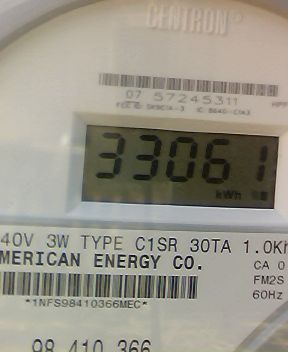 CENTRON®
07 57245311
33061
kWh
40V 3W TYPE C1SR 30TA 1.0Kh
MERICAN ENERGY CO.
CA 0
FM2S
60Hz
*1NFS98410366MEC*
98 410 366